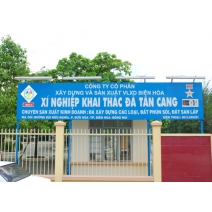 CÔNG TY CỔ PHẦN
XÂY DỰNG VÀ SẢN XUẤT VLXD BIÊN HÒA
XÍ NGHIỆP KHAI THÁC ĐÁ TÂN CANG
CHUYÊN SẢN XUẤT KINH DOANH: ĐÁ XÂY DỰNG CÁC LOẠI, ĐẤT PHÚN SỎI, ĐẤT SAN LẤP